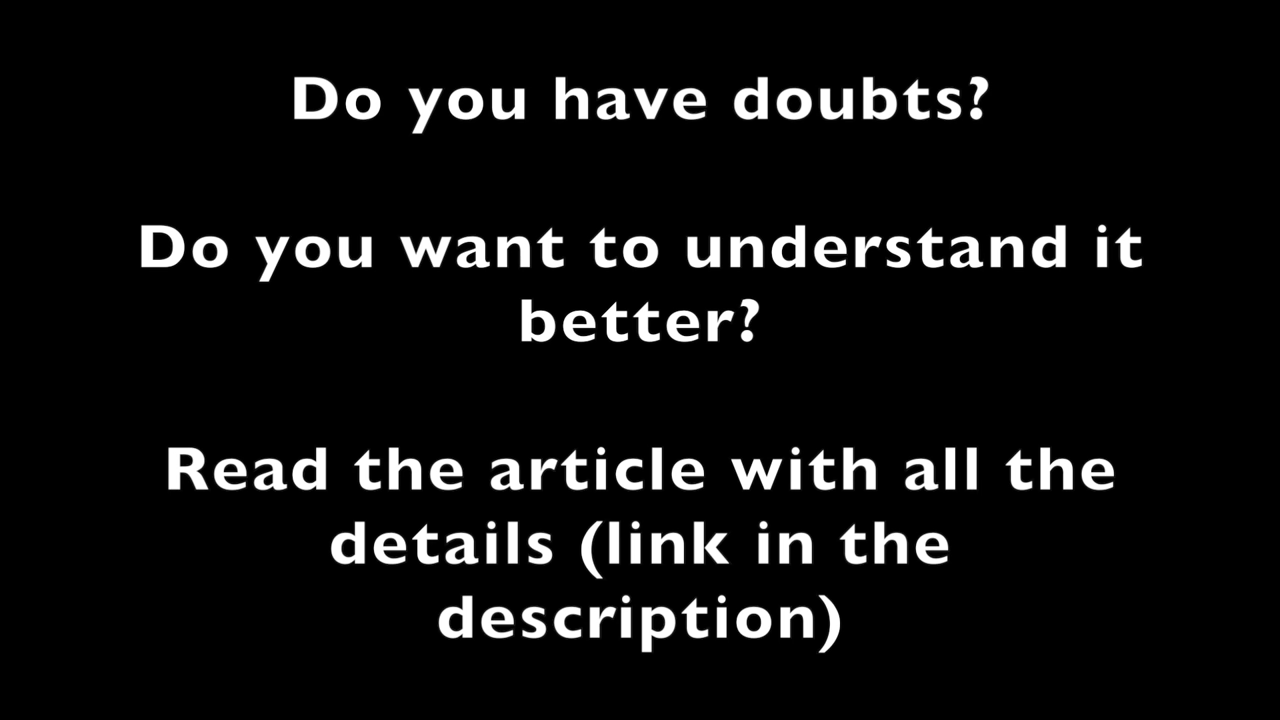 Do you have doubts?
Do you want to understand it
better?
Read the article with all the
details (link in the
description)